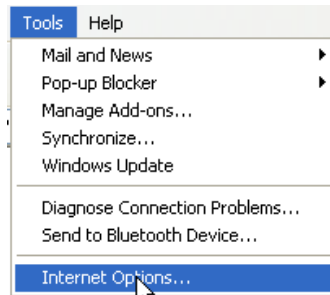 Tools Help
Mail and News
Pop-up Blocker
Manage Add-ons...
Synchronize...
Windows Update
Diagnose Connection Problems...
Send to Bluetooth Device...
Internet Options...